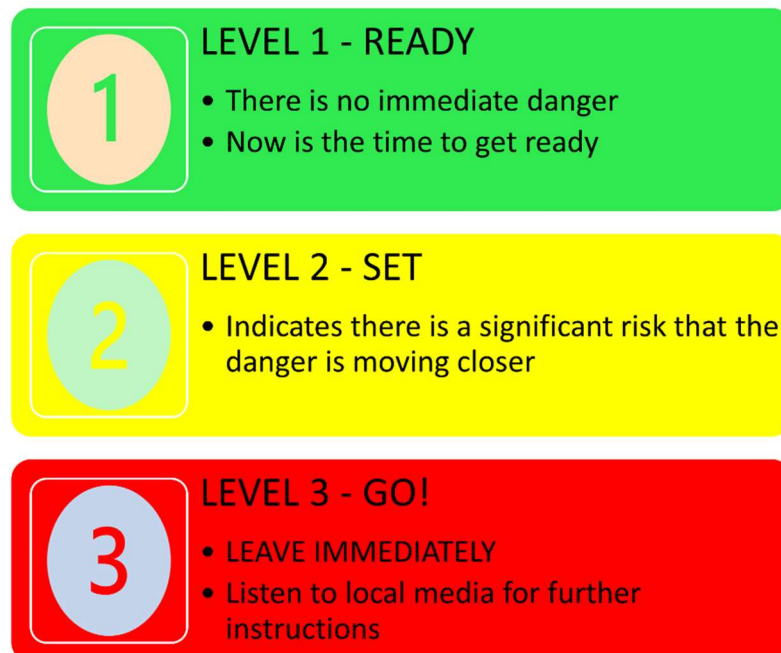 1
LEVEL 1 - READY
• There is no immediate danger
• Now is the time to get ready
2
LEVEL 2 - SET
• Indicates there is a significant risk that the
danger is moving closer
3
LEVEL 3 - GO!
• LEAVE IMMEDIATELY
• Listen to local media for further
instructions